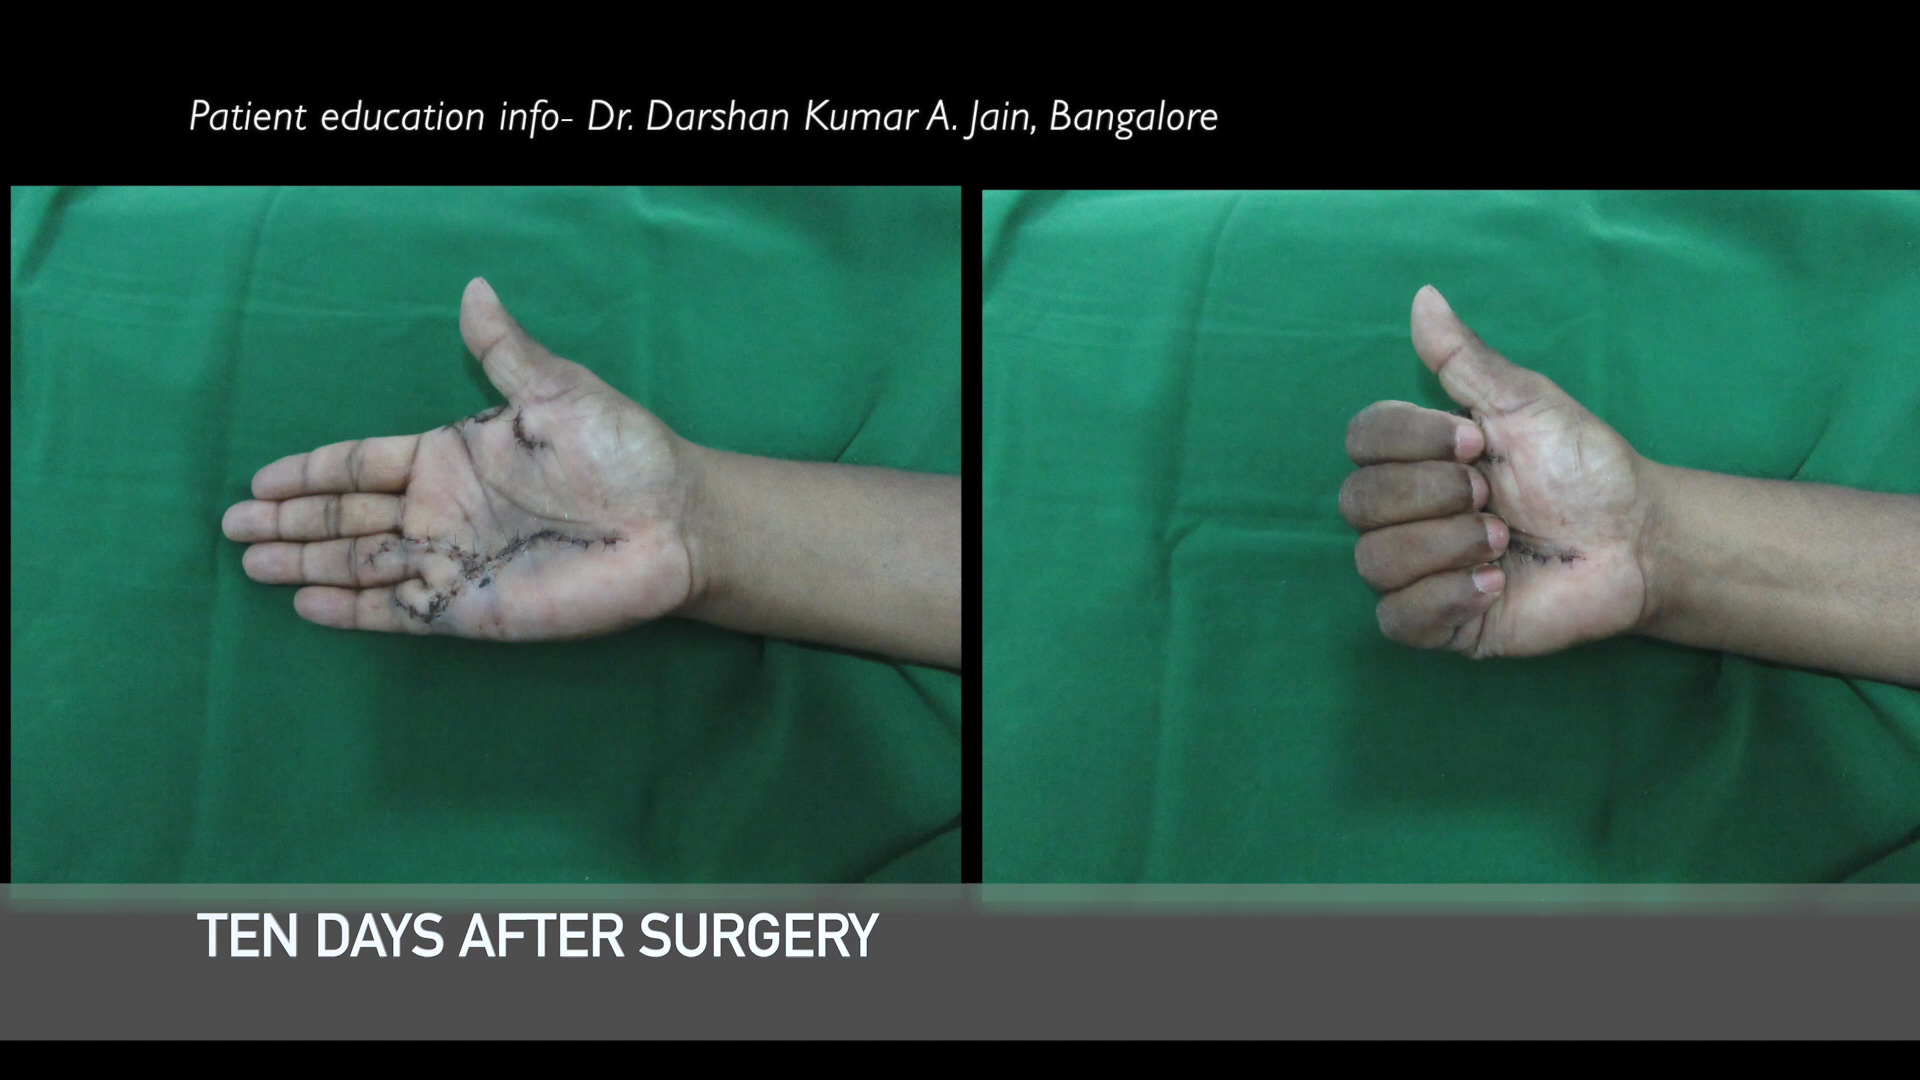 Patient education info- Dr. Darshan Kumar A. Jain, Bangalore
TEN DAYS AFTER SURGERY